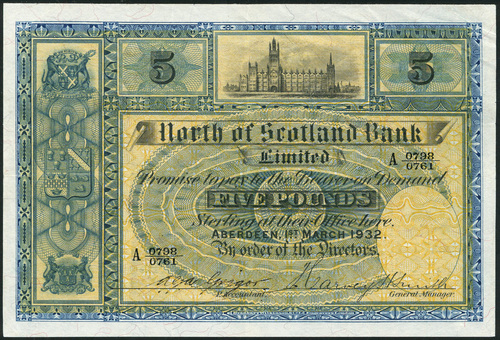 5 5
North of Scotland Bank
Limited
A 0798/0761
Promise to pay to the Bearer on Demand
FIVE POUNDS
Sterling at their Office here.
ABERDEEN, 1ST MARCH 1932.
A 0798/0761
By order of the Directors.
Harvey H Smith
P. Accountant. General Manager.